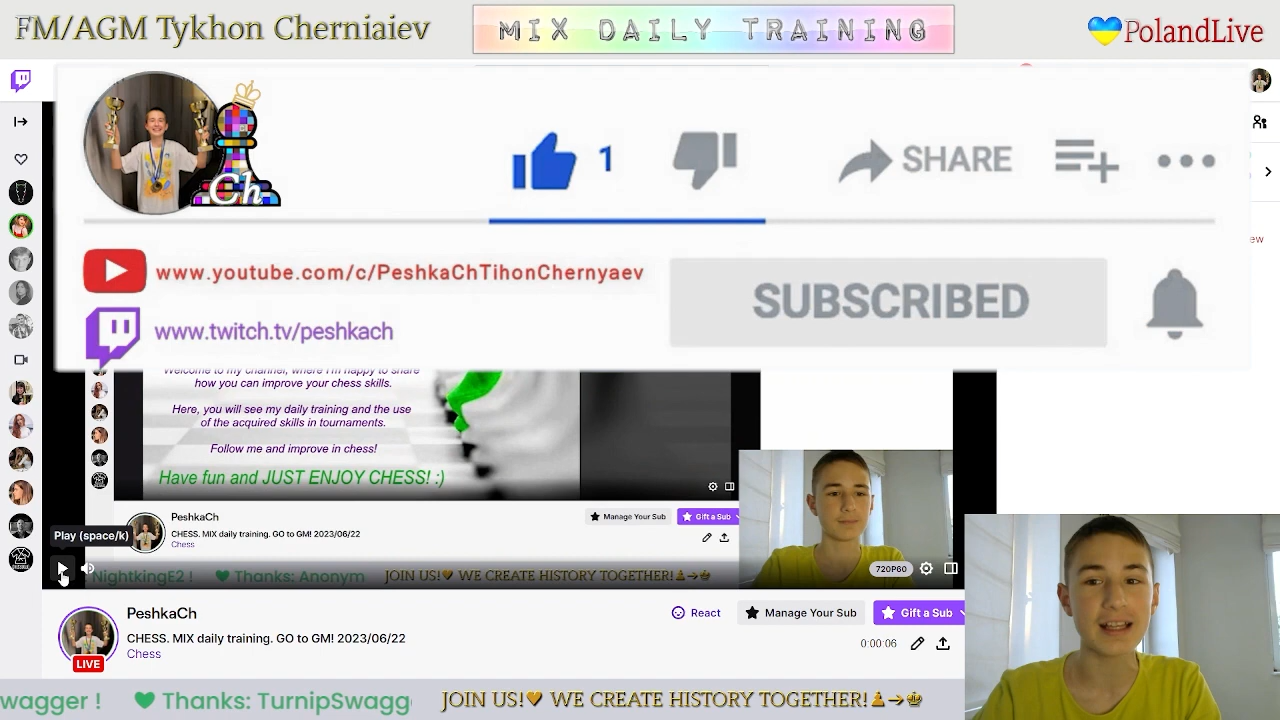 FM/AGM Tykhon Cherniaiev
MIX DAILY TRAINING
PolandLive
Ch
1
SHARE
www.youtube.com/c/PeshkaChTihonChernyaev
SUBSCRIBED
www.twitch.tv/peshkach
ew
Welcome to my channel, where I'm happy to share
how you can improve your chess skills.
Here, you will see my daily training and the use
of the acquired skills in tournaments.
Follow me and improve in chess!
Have fun and JUST ENJOY CHESS! :)
PeshkaCh
Manage Your Sub
Gift a Sub
CHESS. MIX daily training. GO to GM! 2023/06/22
Chess
Play (space/k)
NightkingE2 !
Thanks: Anonym
JOIN US! WE CREATE HISTORY TOGETHER!
720P60
PeshkaCh
React
Manage Your Sub
Gift a Sub
CHESS. MIX daily training. GO to GM! 2023/06/22
0:00:06
Chess
LIVE
wagger !
Thanks: TurnipSwagg
JOIN US! WE CREATE HISTORY TOGETHER!